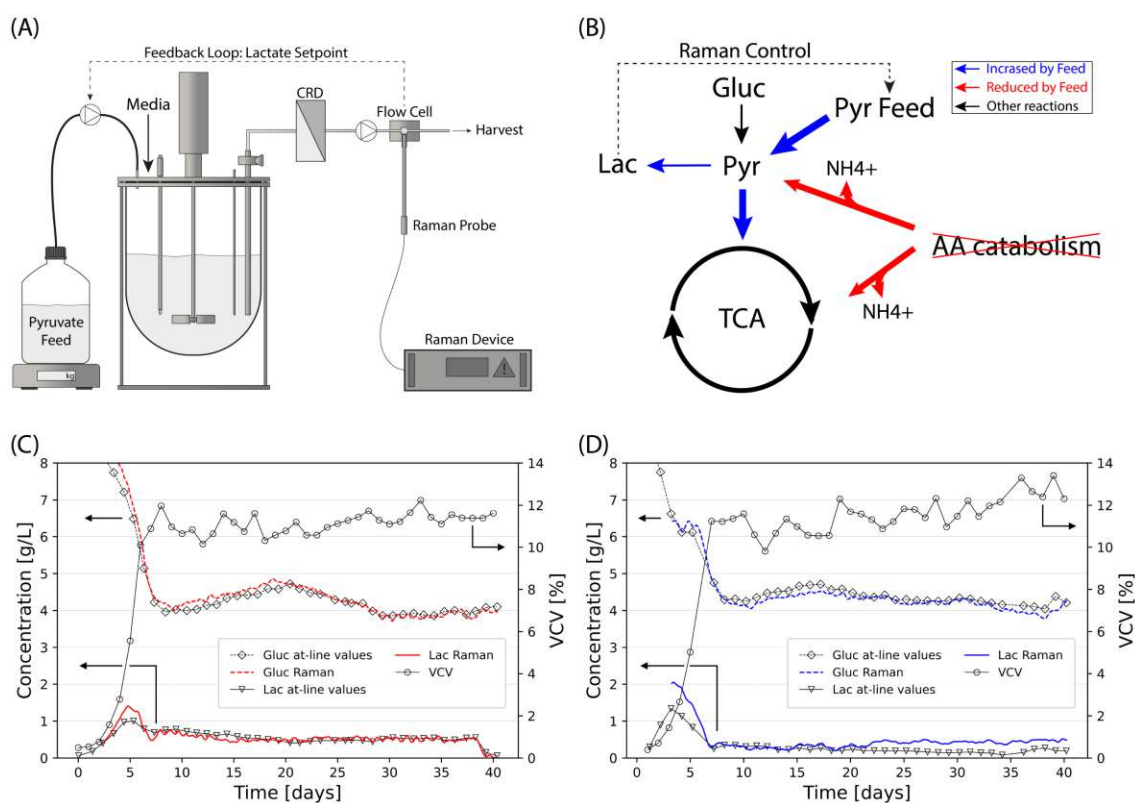 (A)
Feedback Loop: Lactate Setpoint
Media
CRD
Flow Cell
Harvest
Raman Probe
Pyruvate
Feed
kg
Raman Device
(B)
Raman Control
Incrased by Feed
Reduced by Feed
Other reactions
Gluc
Pyr Feed
Lac
Pyr
NH4+
AA catabolism
NH4+
TCA
(C)
8
7
6
5
4
3
2
1
0
Concentration [g/L]
14
12
10
8
6
4
2
0
VCV [%]
Gluc at-line values
Gluc Raman
Lac at-line values
Lac Raman
VCV
0 5 10 15 20 25 30 35 40
Time [days]
(D)
8
7
6
5
4
3
2
1
0
Concentration [g/L]
14
12
10
8
6
4
2
0
VCV [%]
Gluc at-line values
Gluc Raman
Lac at-line values
Lac Raman
VCV
0 5 10 15 20 25 30 35 40
Time [days]